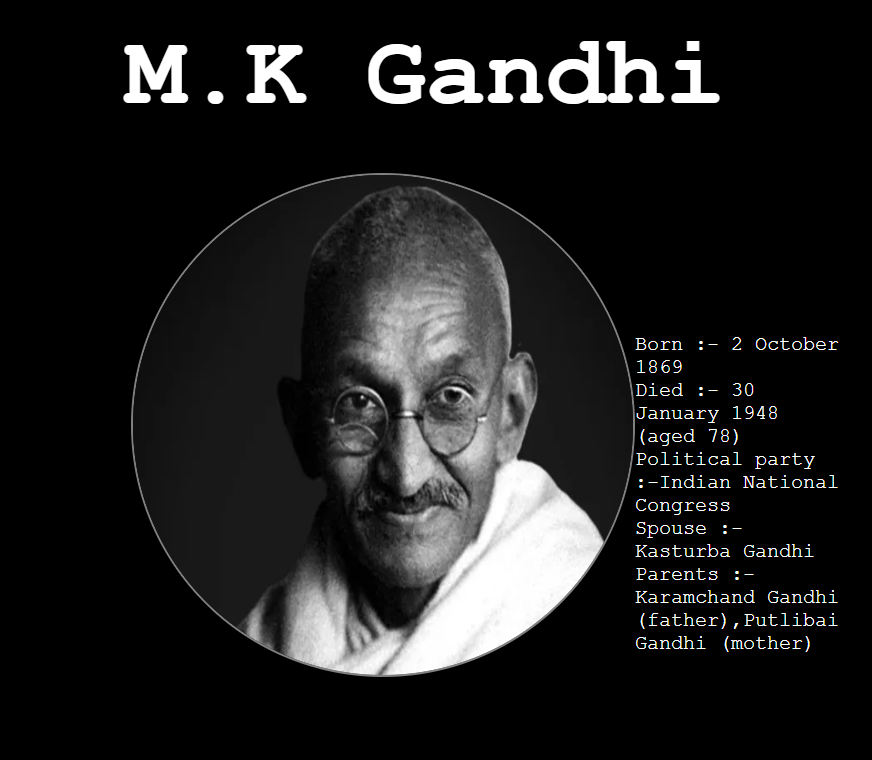 M.K Gandhi
Born :- 2 October
1869
Died :- 30
January 1948
(aged 78)
Political party
:-Indian National
Congress
Spouse :-
Kasturba Gandhi
Parents :-
Karamchand Gandhi
(father),Putlibai
Gandhi (mother)